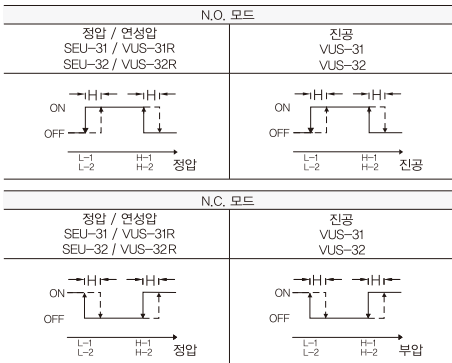 N.O. 모드
정압 / 연성압
SEU-31 / VUS-31R
SEU-32 / VUS-32R
진공
VUS-31
VUS-32
H H
ON
OFF
L-1 H-1
L-2 H-2 정압
H H
ON
OFF
L-1 H-1
L-2 H-2 진공
N.C. 모드
정압 / 연성압
SEU-31 / VUS-31R
SEU-32 / VUS-32R
진공
VUS-31
VUS-32
H H
ON
OFF
L-1 H-1
L-2 H-2 정압
H H
ON
OFF
L-1 H-1
L-2 H-2 부압